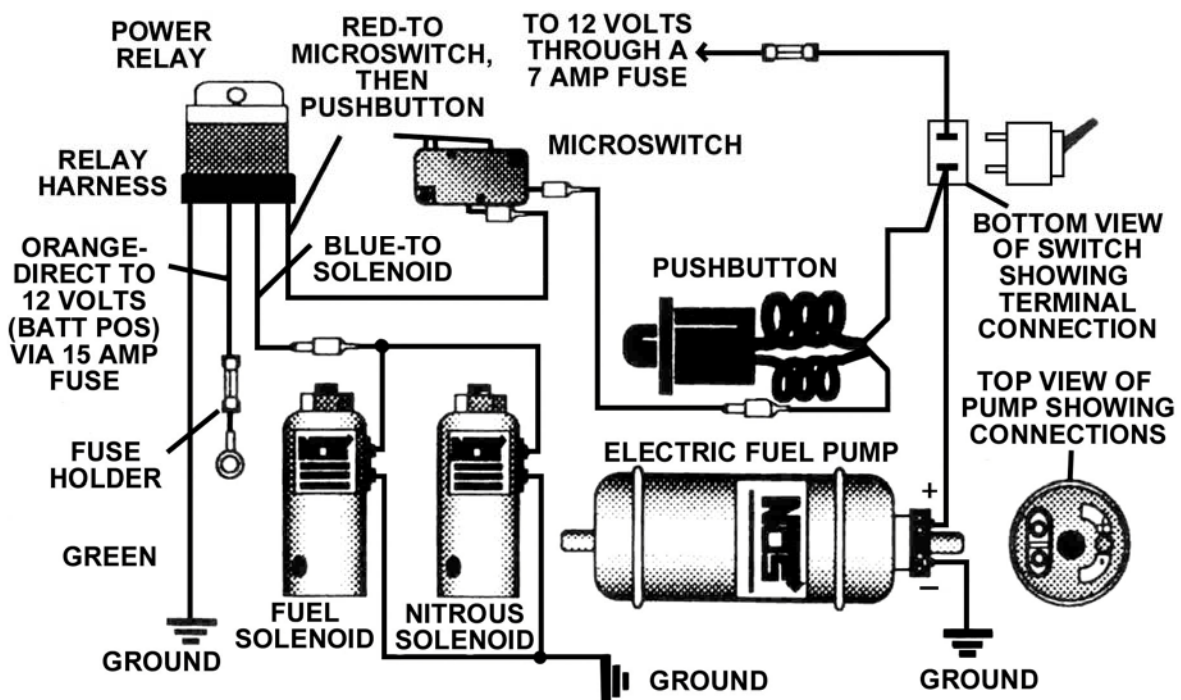 POWER
RELAY
RED-TO
MICROSWITCH,
THEN
PUSHBUTTON
TO 12 VOLTS
THROUGH A
7 AMP FUSE
MICROSWITCH
RELAY
HARNESS
ORANGE-
DIRECT TO
12 VOLTS
(BATT POS)
VIA 15 AMP
FUSE
BLUE-TO
SOLENOID
PUSHBUTTON
BOTTOM VIEW
OF SWITCH
SHOWING
TERMINAL
CONNECTION
TOP VIEW OF
PUMP SHOWING
CONNECTIONS
FUSE
HOLDER
ELECTRIC FUEL PUMP
+
NOS
−
GREEN
FUEL
SOLENOID
NITROUS
SOLENOID
GROUND
GROUND
GROUND